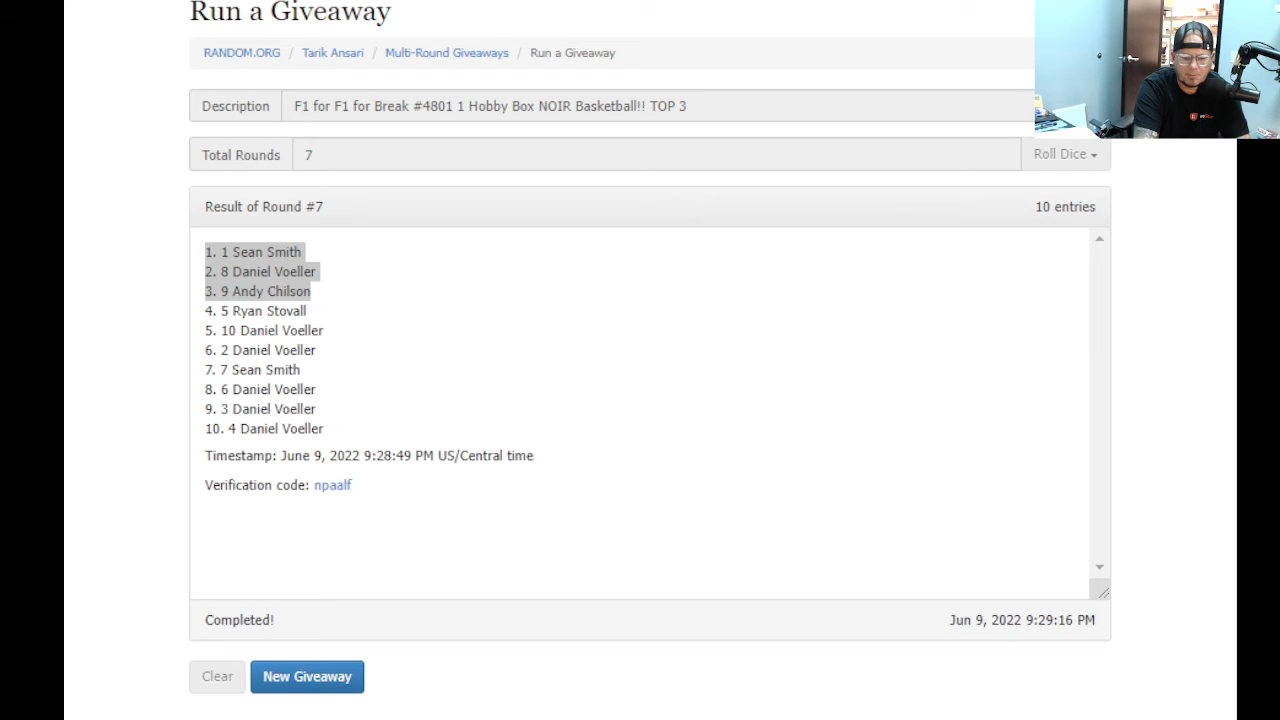 Run a Giveaway
RANDOM.ORG / Tarik Ansari / Multi-Round Giveaways / Run a Giveaway
Description F1 for F1 for Break #4801 1 Hobby Box NOIR Basketball!! TOP 3
Total Rounds 7 Roll Dice
Result of Round #7 10 entries
1. 1 Sean Smith
2. 8 Daniel Voeller
3. 9 Andy Chilson
4. 5 Ryan Stovall
5. 10 Daniel Voeller
6. 2 Daniel Voeller
7. 7 Sean Smith
8. 6 Daniel Voeller
9. 3 Daniel Voeller
10. 4 Daniel Voeller
Timestamp: June 9, 2022 9:28:49 PM US/Central time
Verification code: npaalf
Completed! Jun 9, 2022 9:29:16 PM
Clear New Giveaway